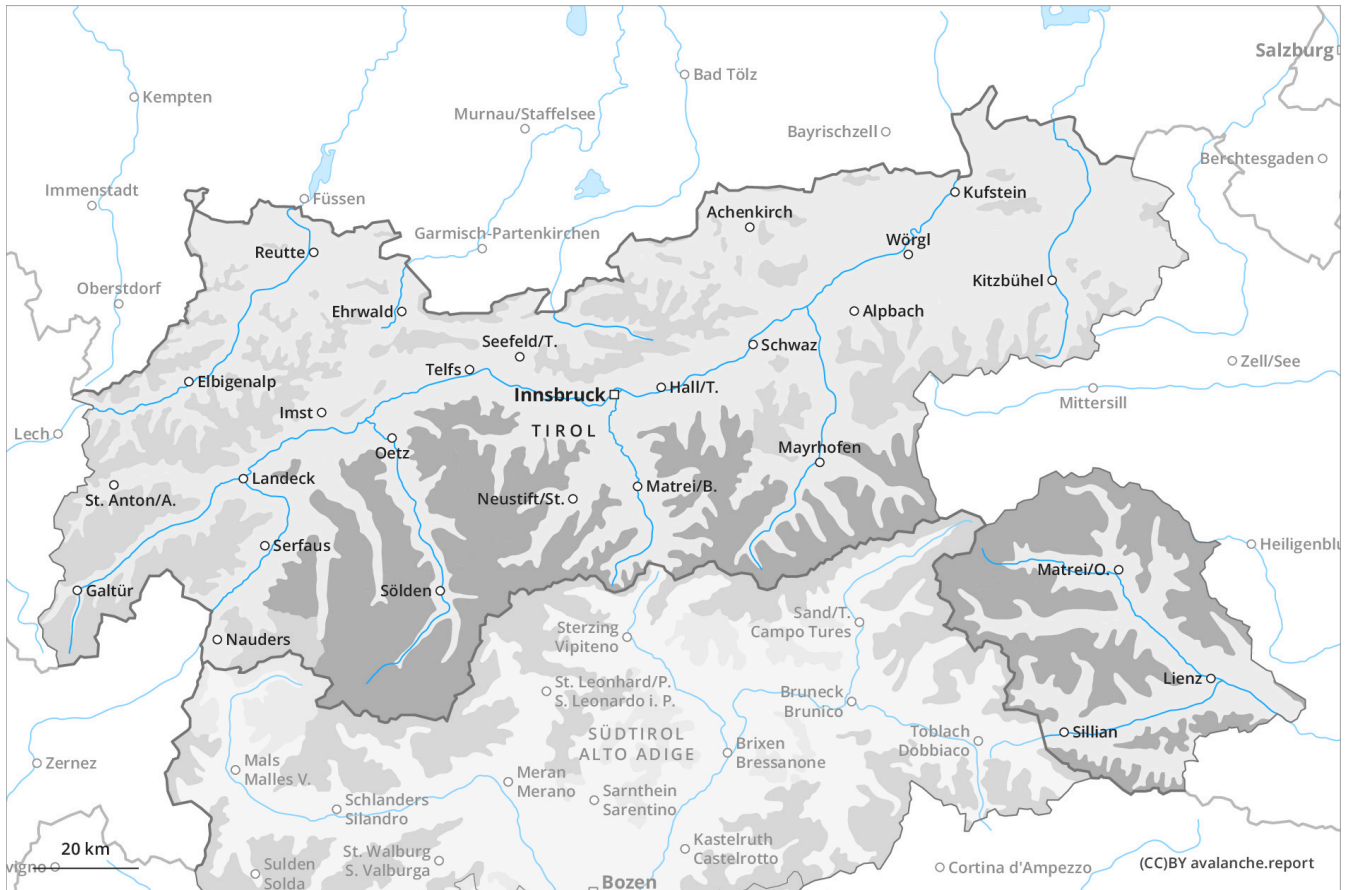 Salzburg
Bad Tölz
Kempten
Murnau/Staffelsee
Bayrischzell
Berchtesgaden
Immenstadt
Füssen
Kufstein
Achenkirch
Garmisch-Partenkirchen
Wörgl
Reutte
Oberstdorf
Kitzbühel
Ehrwald
Alpbach
Seefeld/T.
Schwaz
Telfs
Zell/See
Elbigenalp
Hall/T.
Innsbruck
Mittersill
Imst
Lech
TIROL
Oetz
Mayrhofen
Landeck
St. Anton/A.
Neustift/St.
Matrei/B.
Serfaus
Heiligenblu
Matrei/O.
Galtür
Sölden
Sand/T.
Campo Tures
Nauders
Sterzing
Vipiteno
Lienz
St. Leonhard/P.
S. Leonardo i. P.
Bruneck
Brunico
SÜDTIROL
ALTO ADIGE
Toblach
Dobbiaco
Sillian
Brixen
Bressanone
Zernez
Mals
Malles V.
Meran
Merano
Sarnthein
Sarentino
Schlanders
Silandro
Kastelruth
Castelrotto
20 km
St. Walburg
S. Valburga
vigno
Sulden
Solda
Cortina d'Ampezzo
(CC)BY avalanche.report
Bozen